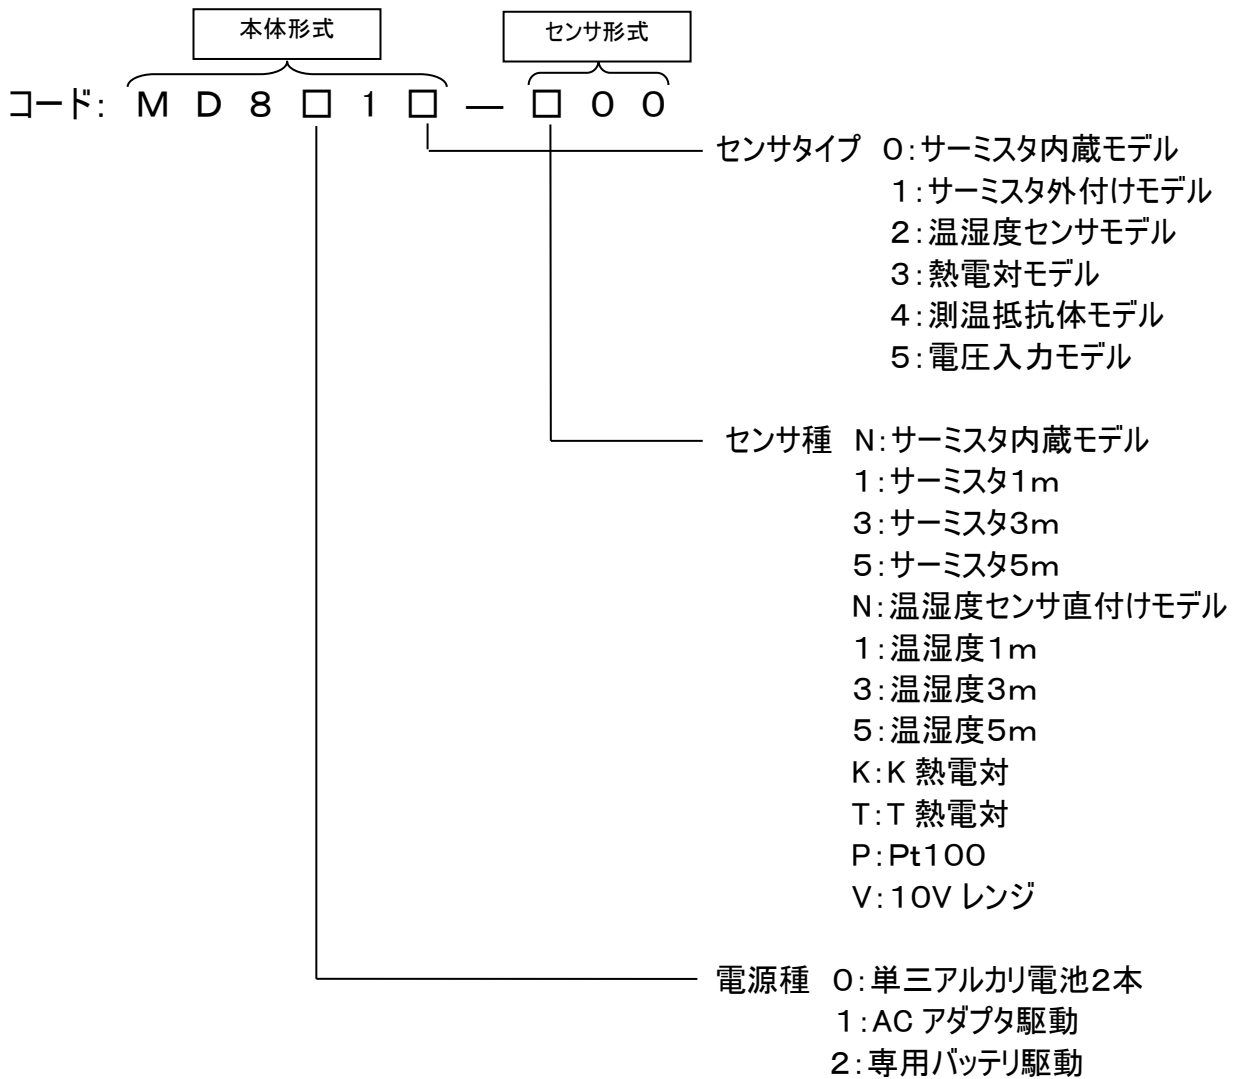 本体形式
センサ形式
コード: MD8□1□ — □00
センサタイプ 0:サーミスタ内蔵モデル
1:サーミスタ外付けモデル
2:温湿度センサモデル
3:熱電対モデル
4:測温抵抗体モデル
5:電圧入力モデル
センサ種 N:サーミスタ内蔵モデル
1:サーミスタ1m
3:サーミスタ3m
5:サーミスタ5m
N:温湿度センサ直付けモデル
1:温湿度1m
3:温湿度3m
5:温湿度5m
K:K 熱電対
T:T 熱電対
P:Pt100
V:10V レンジ
電源種 0:単三アルカリ電池2本
1:AC アダプタ駆動
2:専用バッテリ駆動